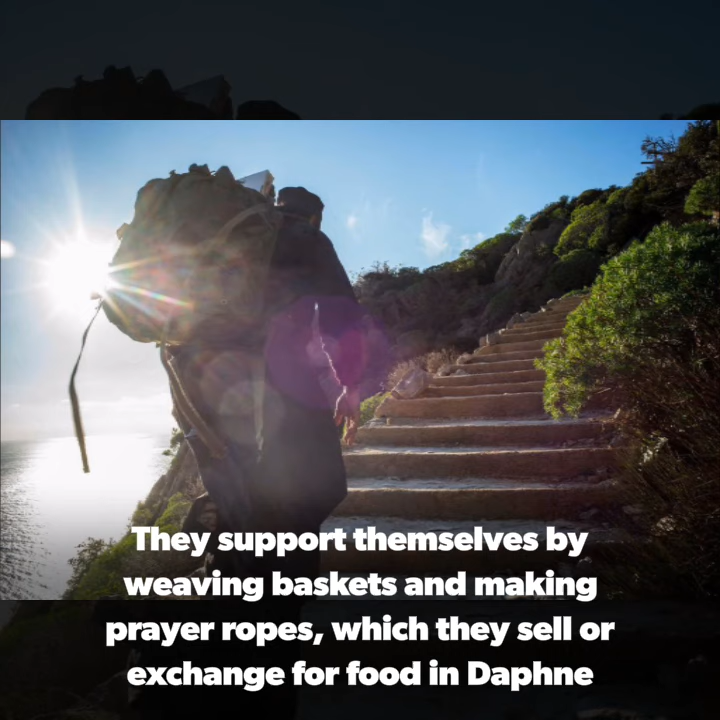 They support themselves by
weaving baskets and making
prayer ropes, which they sell or
exchange for food in Daphne